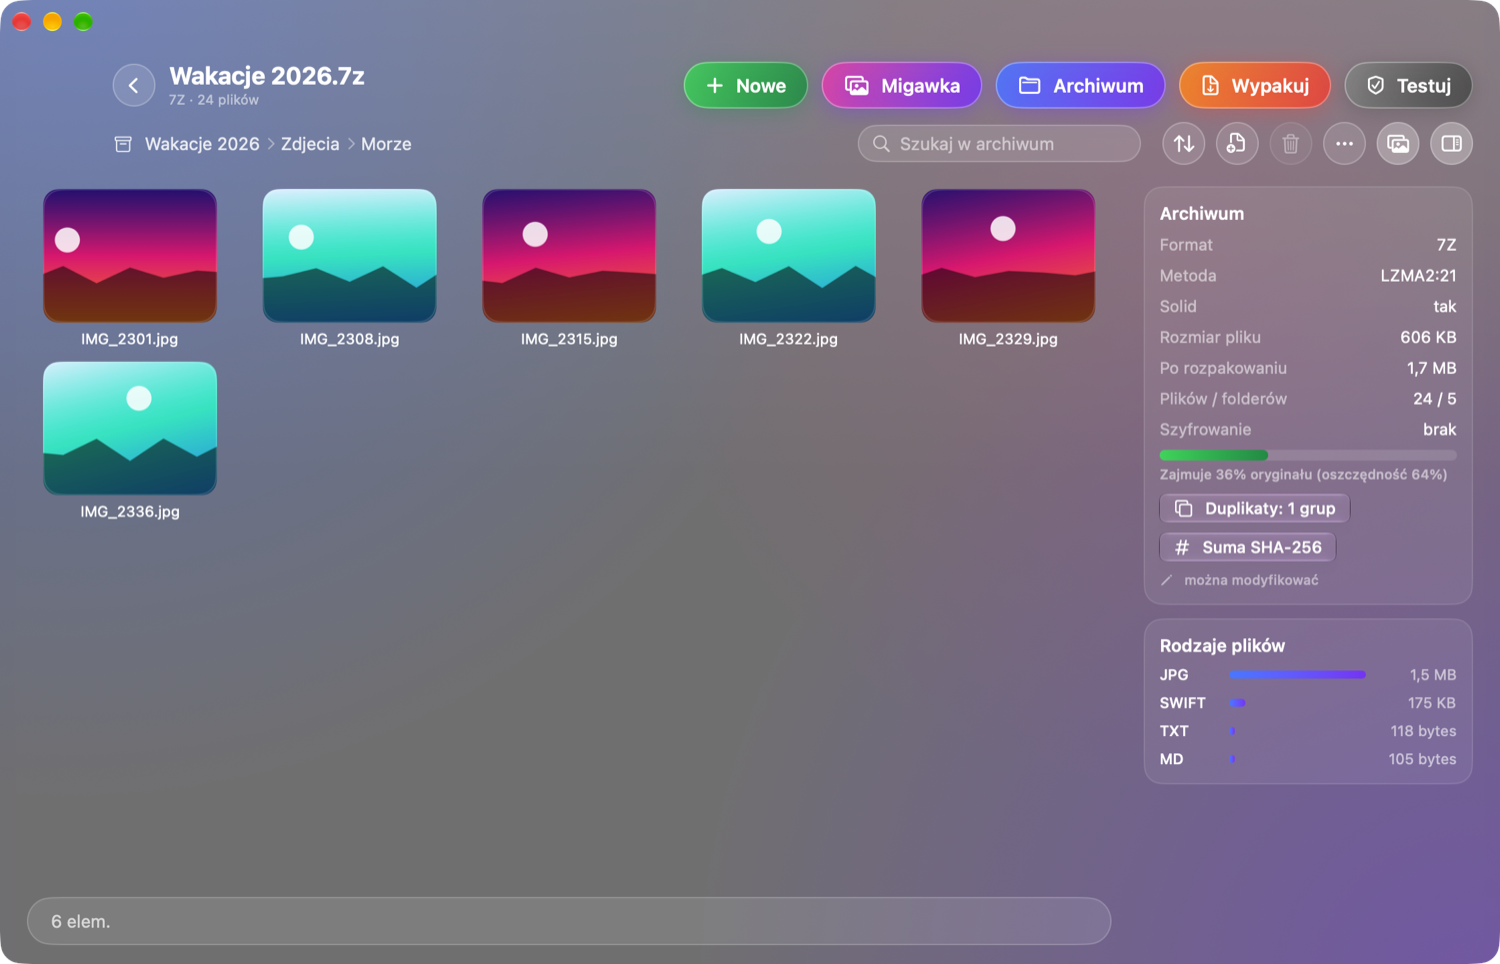 Wakacje 2026.7z
7Z · 24 plików
Nowe
Migawka
Archiwum
Wypakuj
Testuj
Wakacje 2026 > Zdjecia > Morze
Szukaj w archiwum
IMG_2301.jpg
IMG_2308.jpg
IMG_2315.jpg
IMG_2322.jpg
IMG_2329.jpg
IMG_2336.jpg
Archiwum
Format 7Z
Metoda LZMA2:21
Solid tak
Rozmiar pliku 606 KB
Po rozpakowaniu 1,7 MB
Plików / folderów 24 / 5
Szyfrowanie brak
Zajmuje 36% oryginału (oszczędność 64%)
Duplikaty: 1 grup
# Suma SHA-256
można modyfikować
Rodzaje plików
JPG 1,5 MB
SWIFT 175 KB
TXT 118 bytes
MD 105 bytes
6 elem.